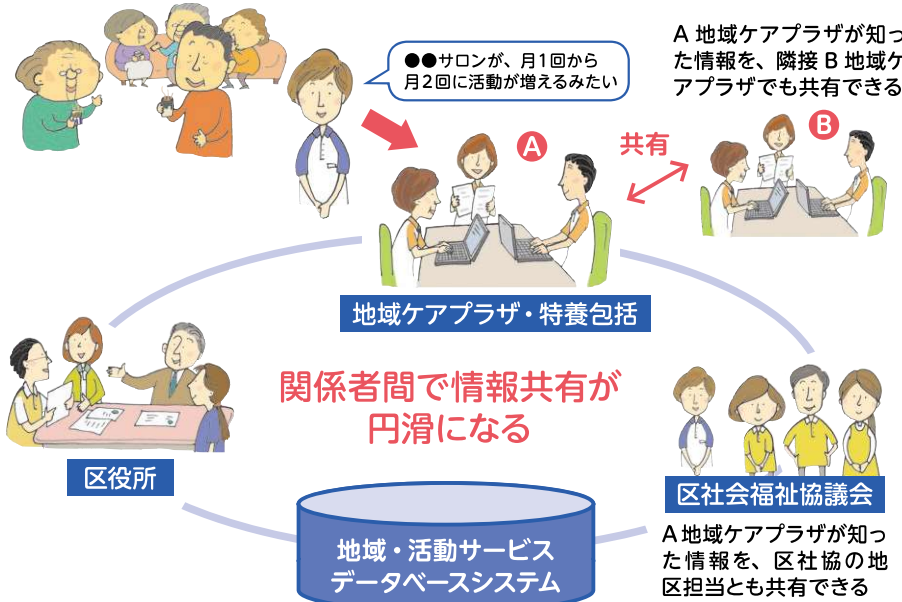 ●●サロンが、月1回から
月2回に活動が増えるみたい
A 地域ケアプラザが知っ
た情報を、隣接 B 地域ケ
アプラザでも共有できる
A
共有
B
地域ケアプラザ・特養包括
関係者間で情報共有が
円滑になる
区役所
区社会福祉協議会
A地域ケアプラザが知っ
た情報を、区社協の地
区担当とも共有できる
地域・活動サービス
データベースシステム